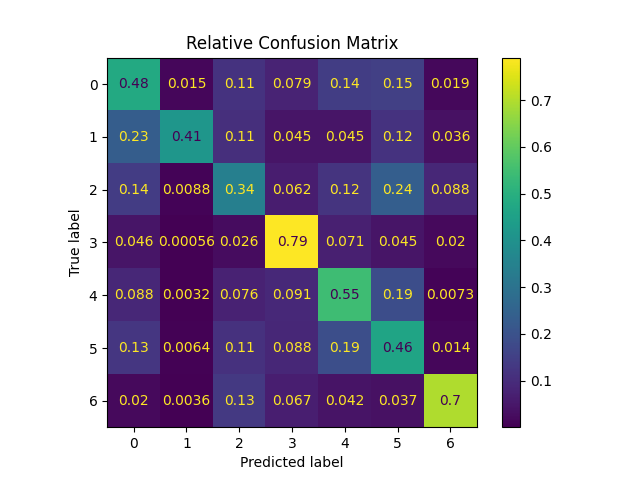 Relative Confusion Matrix
True label
0 0.48 0.015 0.11 0.079 0.14 0.15 0.019
1 0.23 0.41 0.11 0.045 0.045 0.12 0.036
2 0.14 0.0088 0.34 0.062 0.12 0.24 0.088
3 0.046 0.00056 0.026 0.79 0.071 0.045 0.02
4 0.088 0.0032 0.076 0.091 0.55 0.19 0.0073
5 0.13 0.0064 0.11 0.088 0.19 0.46 0.014
6 0.02 0.0036 0.13 0.067 0.042 0.037 0.7
0 1 2 3 4 5 6
Predicted label
0.7
0.6
0.5
0.4
0.3
0.2
0.1